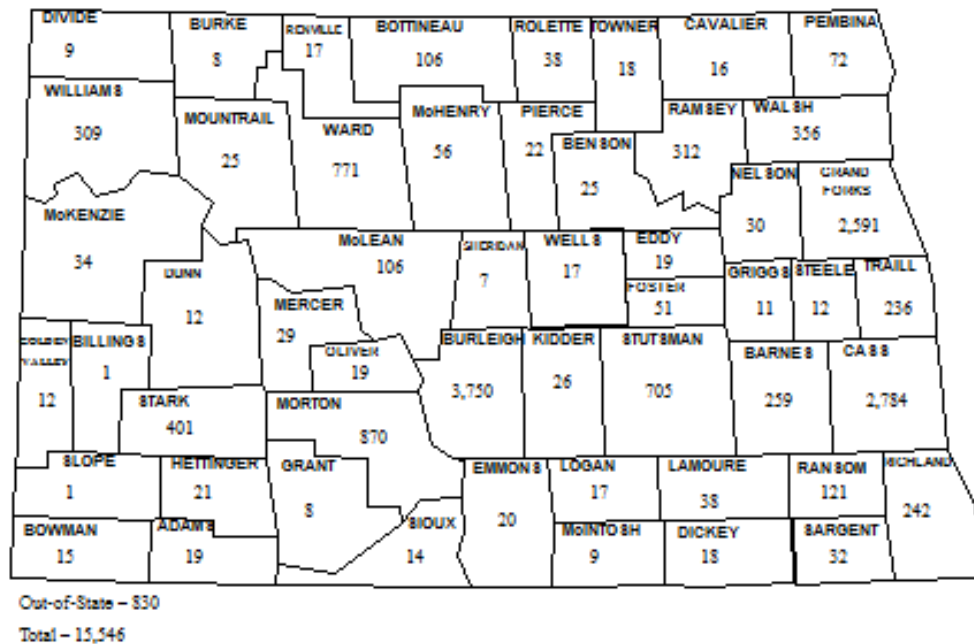 DIVIDE
9
BURKE
8
RENVILLE
17
BOTTINEAU
106
ROLETTE
38
TOWNER
18
CAVALIER
16
PEMBINA
72
WILLIAMS
309
MOUNTRAIL
25
WARD
771
McHENRY
56
PIERCE
22
BENSON
25
RAMSEY
312
WALSH
356
NELSON
30
GRAND
FORKS
2,591
McKENZIE
34
DUNN
12
McLEAN
106
SHERIDAN
7
WELLS
17
EDDY
19
FOSTER
51
GRIGGS
11
STEELE
12
TRAILL
236
MERCER
29
OLIVER
19
GOLDEN
VALLEY
12
BILLINGS
1
STARK
401
MORTON
870
BURLEIGH
3,750
KIDDER
26
STUTSMAN
705
BARNES
259
CASS
2,784
SLOPE
1
HETTINGER
21
GRANT
8
EMMONS
20
LOGAN
17
LAMOURE
38
RANSOM
121
RICHLAND
242
BOWMAN
15
ADAMS
19
SIOUX
14
McINTOSH
9
DICKEY
18
SARGENT
32
Out-of-State – 830
Total – 15,546